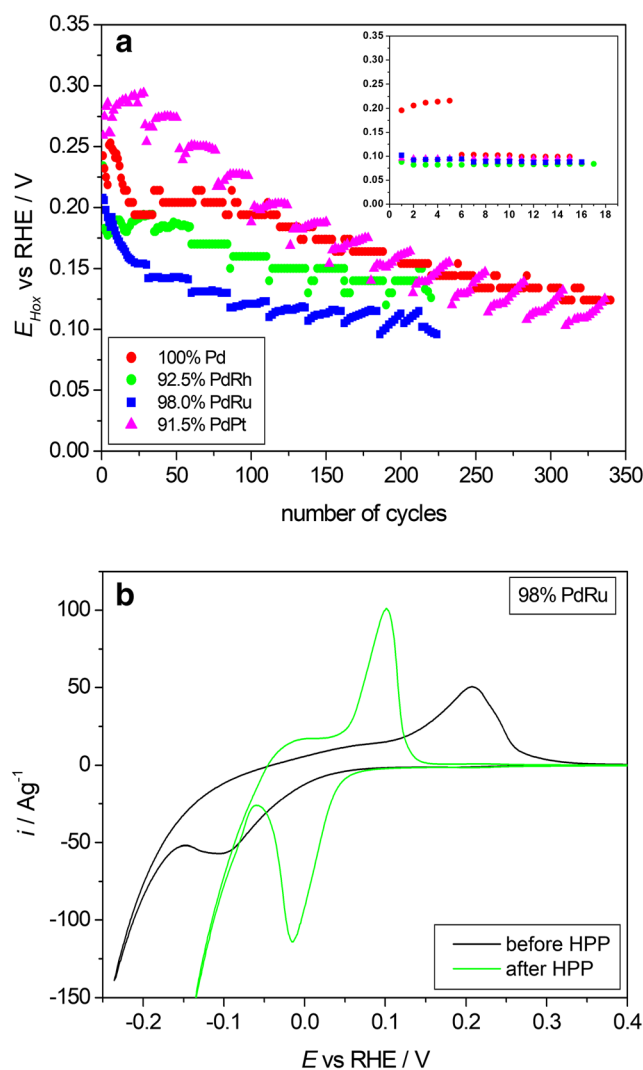 a
0.35
0.30
0.25
0.20
0.15
0.10
0.05
0.00
E_Hox vs RHE / V
0.35
0.30
0.25
0.20
0.15
0.10
0.05
0.00
0 2 4 6 8 10 12 14 16 18
100% Pd
92.5% PdRh
98.0% PdRu
91.5% PdPt
0 50 100 150 200 250 300 350
number of cycles
b
98% PdRu
100
50
0
-50
-100
-150
i / Ag⁻¹
before HPP
after HPP
-0.2 -0.1 0.0 0.1 0.2 0.3 0.4
E vs RHE / V